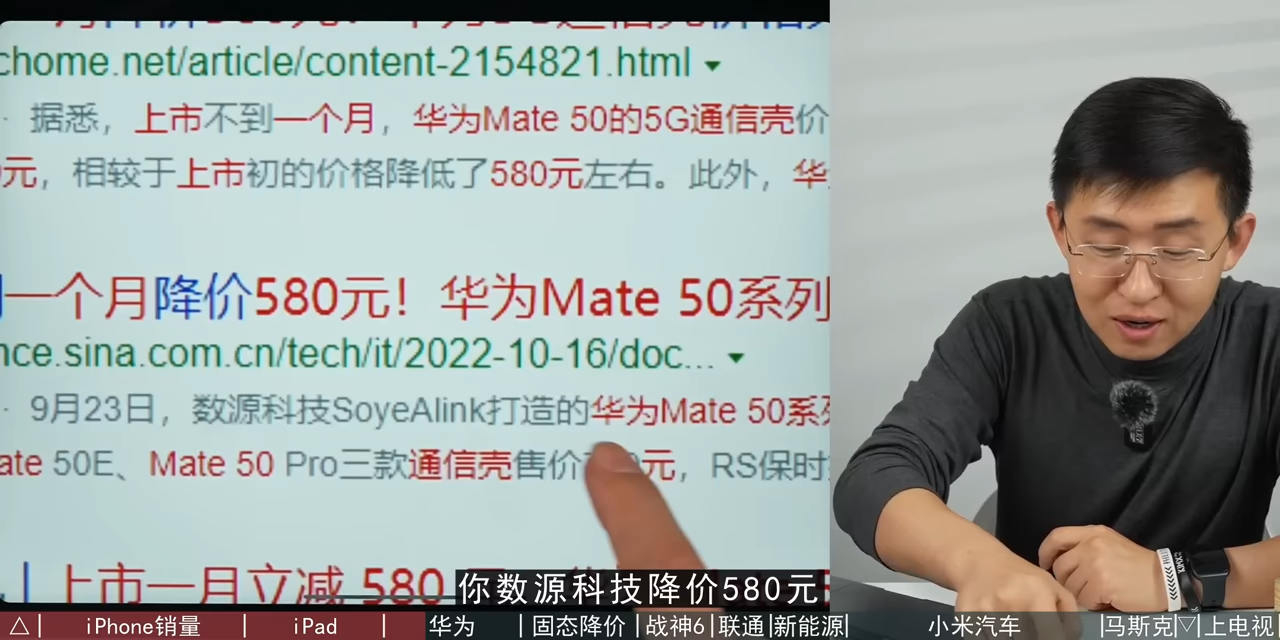 chome.net/article/content-2154821.html
· 据悉，上市不到一个月，华为Mate 50的5G通信壳价
元，相较于上市初的价格降低了580元左右。此外，华
一个月降价580元！华为Mate 50系列
nce.sina.com.cn/tech/it/2022-10-16/doc...
· 9月23日，数源科技SoyeAlink打造的华为Mate 50系列
ate 50E、Mate 50 Pro三款通信壳售价 元，RS保时
上市一月立减 580
你数源科技降价580元
△| iPhone销量 | iPad | 华为 | 固态降价 |战神6|联通|新能源| 小米汽车 |马斯克|▽|上电视